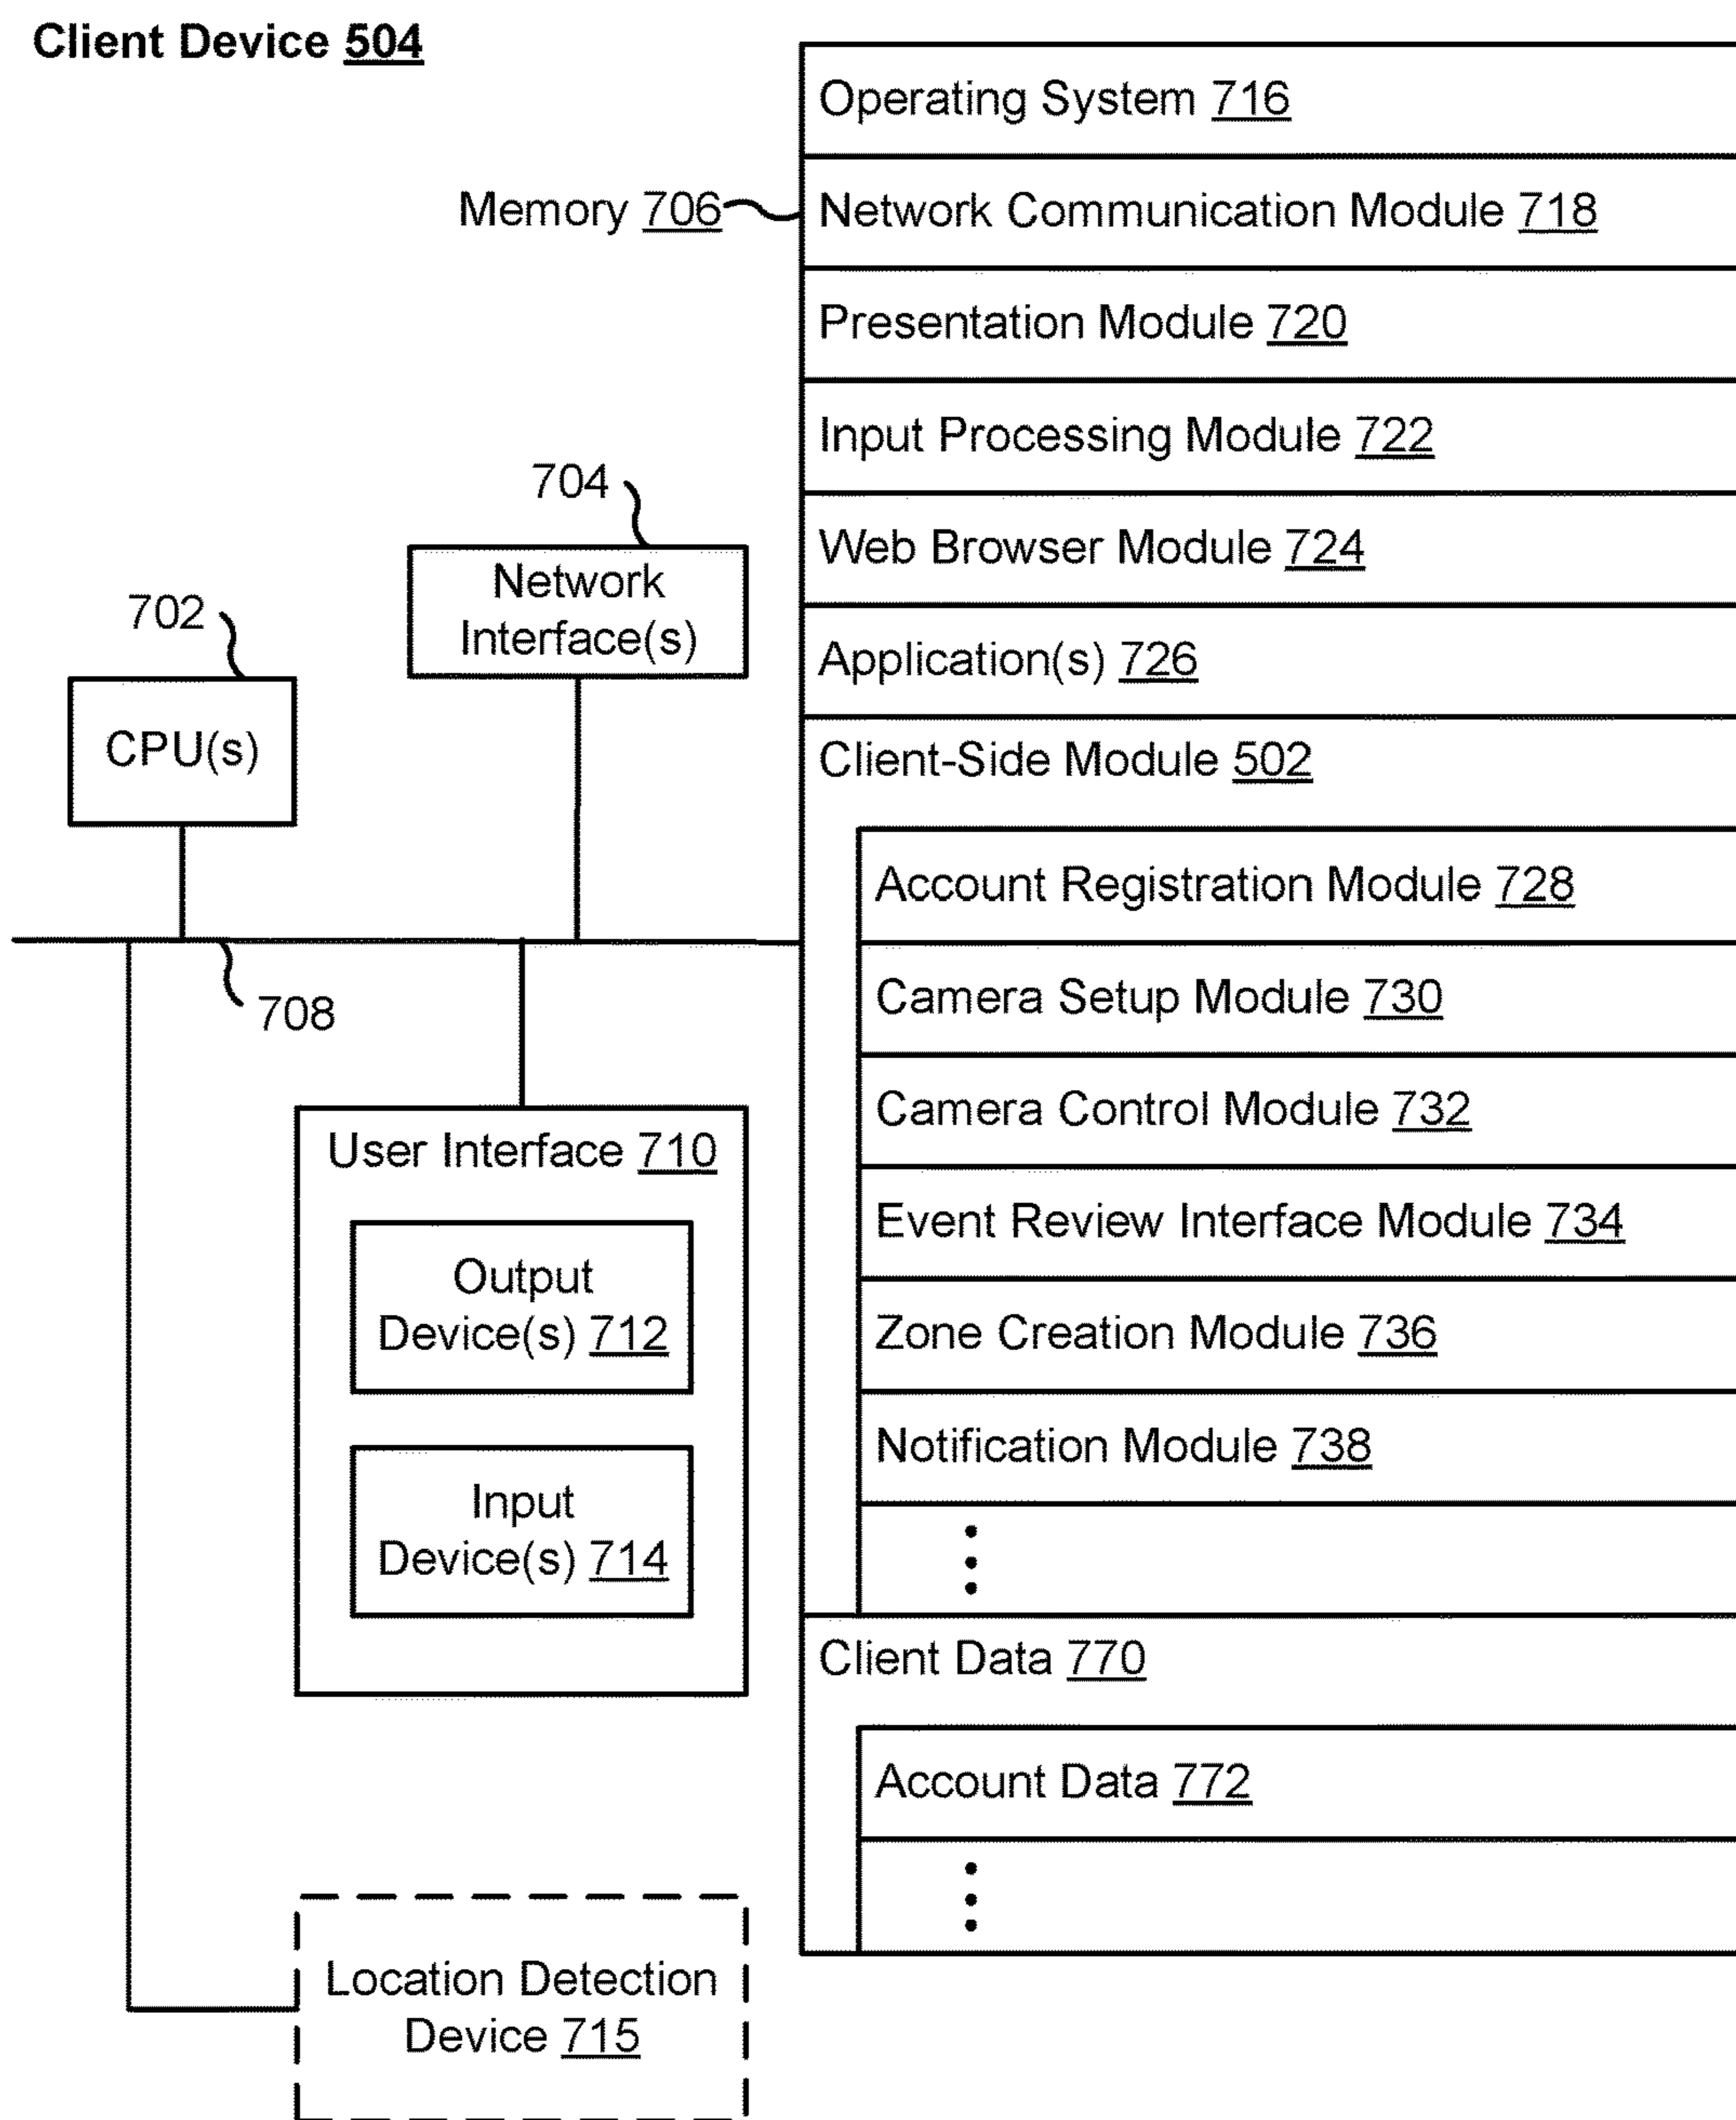 Client Device 504
Operating System 716
Memory 706
Network Communication Module 718
Presentation Module 720
Input Processing Module 722
704
Web Browser Module 724
Network
Interface(s)
702
Application(s) 726
CPU(s)
Client-Side Module 502
Account Registration Module 728
708
Camera Setup Module 730
Camera Control Module 732
User Interface 710
Event Review Interface Module 734
Output
Device(s) 712
Zone Creation Module 736
Notification Module 738
Input
Device(s) 714
Client Data 770
Account Data 772
Location Detection
Device 715